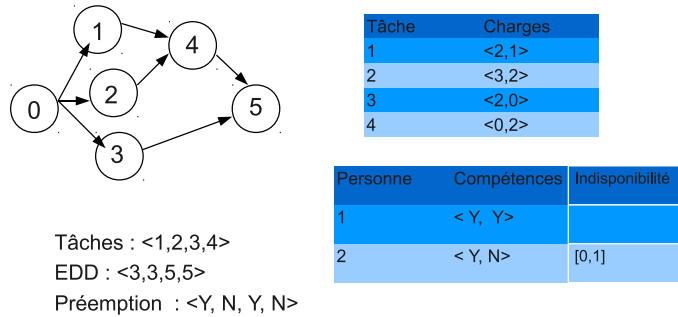 0
1
2
3
4
5
Tâche Charges
1 <2,1>
2 <3,2>
3 <2,0>
4 <0,2>
Personne Compétences Indisponibilité
1 < Y, Y>
2 < Y, N> [0,1]
Tâches : <1,2,3,4>
EDD : <3,3,5,5>
Préemption : <Y, N, Y, N>